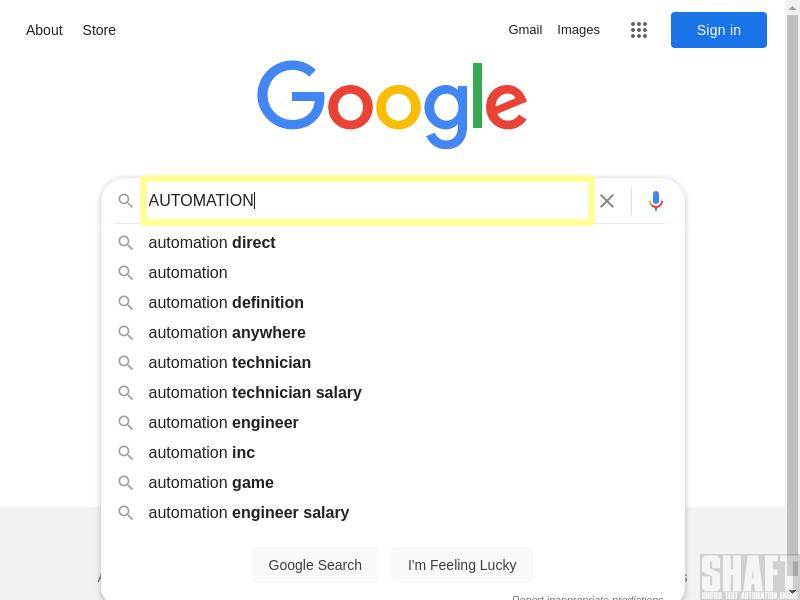 About Store Gmail Images Sign in
Google
AUTOMATION
automation direct
automation
automation definition
automation anywhere
automation technician
automation technician salary
automation engineer
automation inc
automation game
automation engineer salary
Google Search I'm Feeling Lucky
Report inappropriate predictions
SHAFT